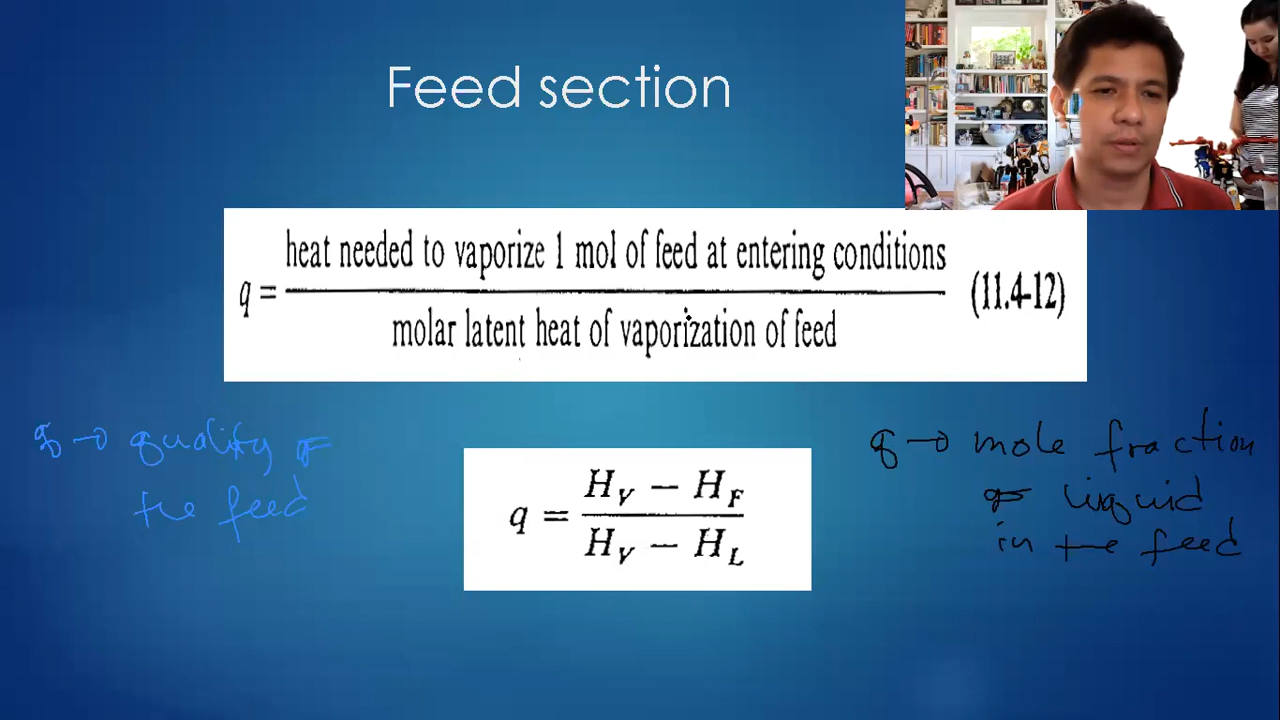 Feed section
q = heat needed to vaporize 1 mol of feed at entering conditions / molar latent heat of vaporization of feed (11.4-12)
q → quality of
the feed
q = H_V − H_F / H_V − H_L
q → mole fraction
of liquid
in the feed